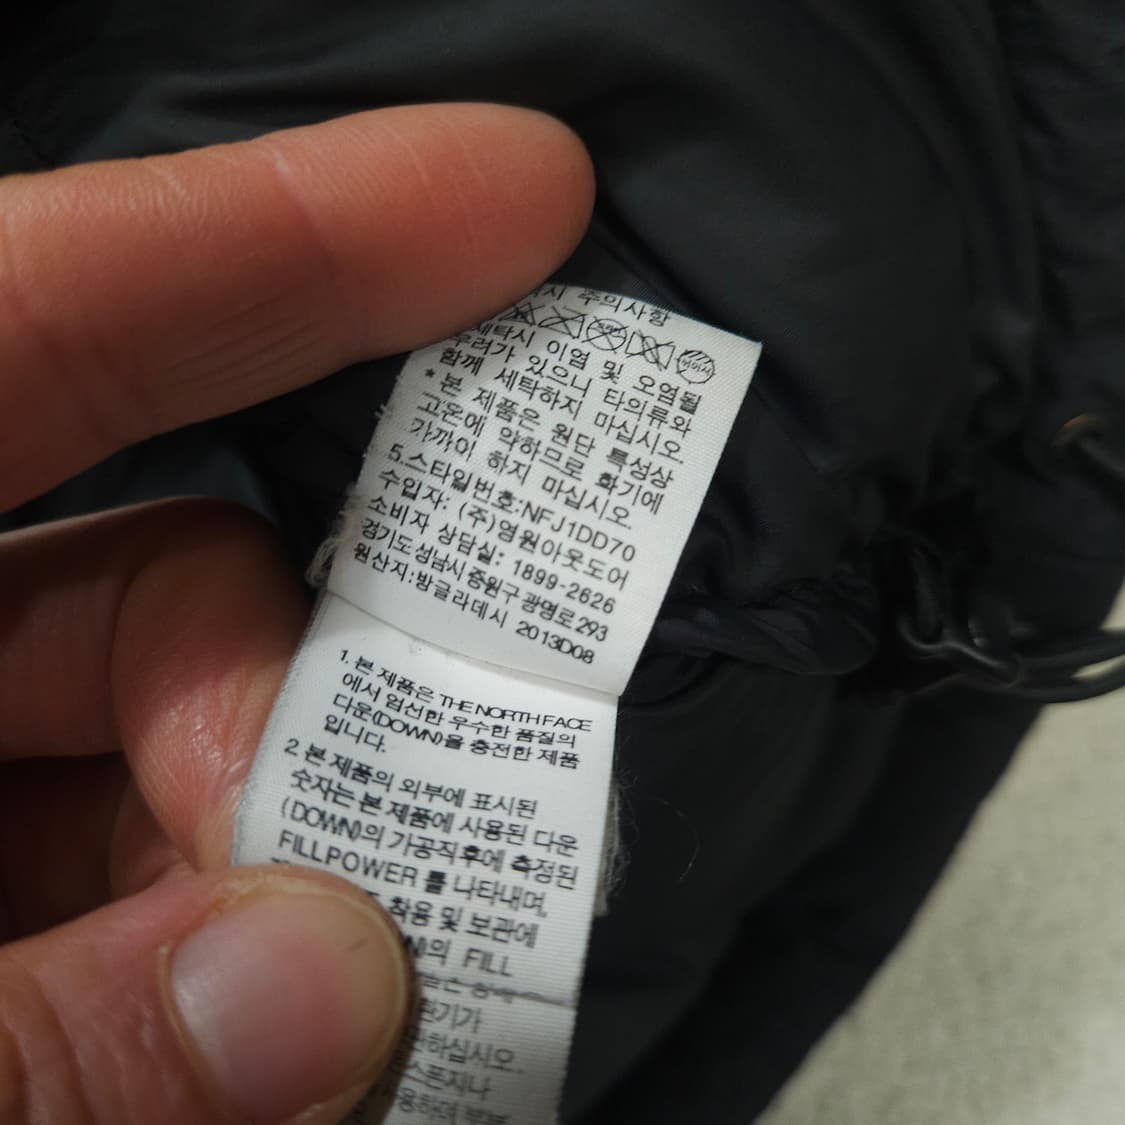 주의사항
세탁시 이염 및 오염될
우려가 있으니 타의류와
함께 세탁하지 마십시오.
*본 제품은 원단 특성상
고온에 약하므로 화기에
가까이 하지 마십시오.
5.스타일번호:NFJ1DD70
수입자: (주)영원아웃도어
소비자 상담실: 1899-2626
경기도 성남시 중원구 광명로 293
원산지:방글라데시 2013D08
1. 본 제품은 THE NORTH FACE
에서 엄선한 우수한 품질의
다운(DOWN)을 충전한 제품
입니다.
2 본 제품의 외부에 표시된
숫자는 본 제품에 사용된 다운
(DOWN)의 가공직후에 측정된
FILLPOWER 를 나타내며,
착용 및 보관에
의 FILL